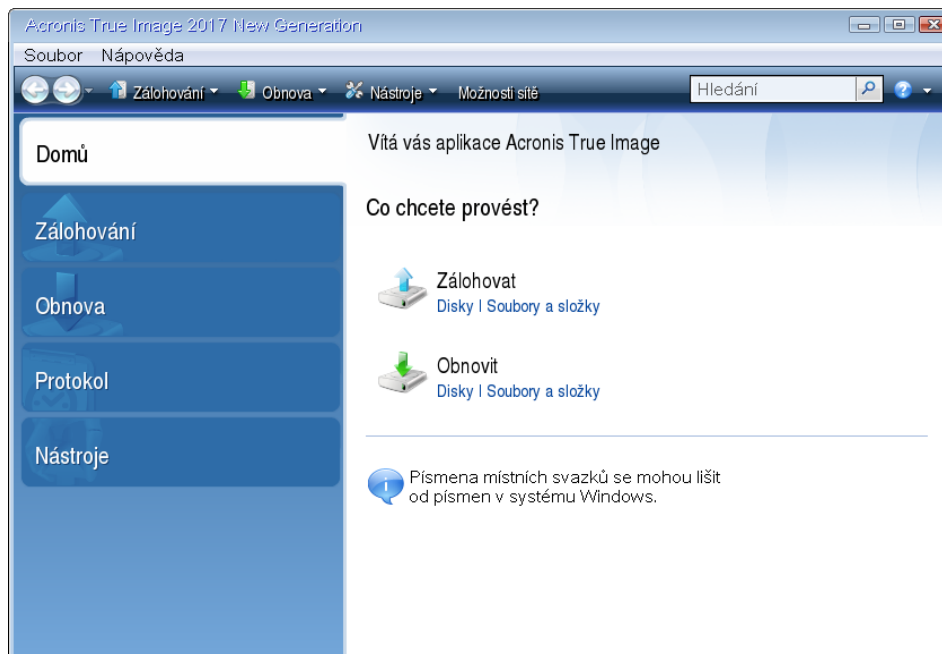 Acronis True Image 2017 New Generation
Soubor Nápověda
Zálohování Obnova Nástroje Možnosti sítě Hledání
Domů
Zálohování
Obnova
Protokol
Nástroje
Vítá vás aplikace Acronis True Image
Co chcete provést?
Zálohovat
Disky | Soubory a složky
Obnovit
Disky | Soubory a složky
Písmena místních svazků se mohou lišit
od písmen v systému Windows.